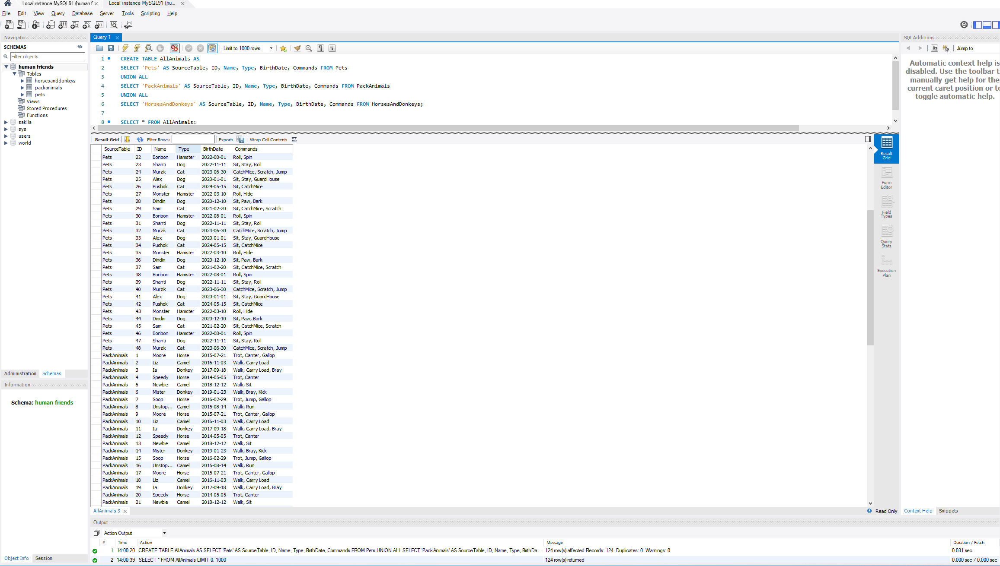 Local instance MySQL91 (human f... Local instance MySQL91 (hu...
File Edit View Query Database Server Tools Scripting Help
Navigator
SCHEMAS
Filter objects
human friends
Tables
horsesanddonkeys
packanimals
pets
Views
Stored Procedures
Functions
sakila
sys
users
world
Administration Schemas
Information
Schema: human friends
Object Info Session
Query 1
Limit to 1000 rows
1 CREATE TABLE AllAnimals AS
2 SELECT 'Pets' AS SourceTable, ID, Name, Type, BirthDate, Commands FROM Pets
3 UNION ALL
4 SELECT 'PackAnimals' AS SourceTable, ID, Name, Type, BirthDate, Commands FROM PackAnimals
5 UNION ALL
6 SELECT 'HorsesAndDonkeys' AS SourceTable, ID, Name, Type, BirthDate, Commands FROM HorsesAndDonkeys;
7
8 SELECT * FROM AllAnimals;
Result Grid Filter Rows: Export: Wrap Cell Content:
SourceTable ID Name Type BirthDate Commands
Pets 22 Bonbon Hamster 2022-08-01 Roll, Spin
Pets 23 Shanti Dog 2022-11-11 Sit, Stay, Roll
Pets 24 Murzik Cat 2023-06-30 CatchMice, Scratch, Jump
Pets 25 Alex Dog 2020-01-01 Sit, Stay, GuardHouse
Pets 26 Pushok Cat 2024-05-15 Sit, CatchMice
Pets 27 Monster Hamster 2022-03-10 Roll, Hide
Pets 28 Dindin Dog 2020-12-10 Sit, Paw, Bark
Pets 29 Sam Cat 2021-02-20 Sit, CatchMice, Scratch
Pets 30 Bonbon Hamster 2022-08-01 Roll, Spin
Pets 31 Shanti Dog 2022-11-11 Sit, Stay, Roll
Pets 32 Murzik Cat 2023-06-30 CatchMice, Scratch, Jump
Pets 33 Alex Dog 2020-01-01 Sit, Stay, GuardHouse
Pets 34 Pushok Cat 2024-05-15 Sit, CatchMice
Pets 35 Monster Hamster 2022-03-10 Roll, Hide
Pets 36 Dindin Dog 2020-12-10 Sit, Paw, Bark
Pets 37 Sam Cat 2021-02-20 Sit, CatchMice, Scratch
Pets 38 Bonbon Hamster 2022-08-01 Roll, Spin
Pets 39 Shanti Dog 2022-11-11 Sit, Stay, Roll
Pets 40 Murzik Cat 2023-06-30 CatchMice, Scratch, Jump
Pets 41 Alex Dog 2020-01-01 Sit, Stay, GuardHouse
Pets 42 Pushok Cat 2024-05-15 Sit, CatchMice
Pets 43 Monster Hamster 2022-03-10 Roll, Hide
Pets 44 Dindin Dog 2020-12-10 Sit, Paw, Bark
Pets 45 Sam Cat 2021-02-20 Sit, CatchMice, Scratch
Pets 46 Bonbon Hamster 2022-08-01 Roll, Spin
Pets 47 Shanti Dog 2022-11-11 Sit, Stay, Roll
Pets 48 Murzik Cat 2023-06-30 CatchMice, Scratch, Jump
PackAnimals 1 Moore Horse 2015-07-21 Trot, Canter, Gallop
PackAnimals 2 Liz Camel 2016-11-03 Walk, Carry Load
PackAnimals 3 Ia Donkey 2017-09-18 Walk, Carry Load, Bray
PackAnimals 4 Speedy Horse 2014-05-05 Trot, Canter
PackAnimals 5 Newbie Camel 2018-12-12 Walk, Sit
PackAnimals 6 Mister Donkey 2019-01-23 Walk, Bray, Kick
PackAnimals 7 Soop Horse 2016-02-29 Trot, Jump, Gallop
PackAnimals 8 Unstop... Camel 2015-08-14 Walk, Run
PackAnimals 9 Moore Horse 2015-07-21 Trot, Canter, Gallop
PackAnimals 10 Liz Camel 2016-11-03 Walk, Carry Load
PackAnimals 11 Ia Donkey 2017-09-18 Walk, Carry Load, Bray
PackAnimals 12 Speedy Horse 2014-05-05 Trot, Canter
PackAnimals 13 Newbie Camel 2018-12-12 Walk, Sit
PackAnimals 14 Mister Donkey 2019-01-23 Walk, Bray, Kick
PackAnimals 15 Soop Horse 2016-02-29 Trot, Jump, Gallop
PackAnimals 16 Unstop... Camel 2015-08-14 Walk, Run
PackAnimals 17 Moore Horse 2015-07-21 Trot, Canter, Gallop
PackAnimals 18 Liz Camel 2016-11-03 Walk, Carry Load
PackAnimals 19 Ia Donkey 2017-09-18 Walk, Carry Load, Bray
PackAnimals 20 Speedy Horse 2014-05-05 Trot, Canter
PackAnimals 21 Newbie Camel 2018-12-12 Walk, Sit
Result
Grid
Form
Editor
Field
Types
Query
Stats
Execution
Plan
AllAnimals 3 Read Only
Output
Action Output
# Time Action Message Duration / Fetch
1 14:00:20 CREATE TABLE AllAnimals AS SELECT 'Pets' AS SourceTable, ID, Name, Type, BirthDate, Commands FROM Pets UNION ALL SELECT 'PackAnimals' AS SourceTable, ID, Name, Type, BirthDa... 124 row(s) affected Records: 124 Duplicates: 0 Warnings: 0 0.031 sec
2 14:00:39 SELECT * FROM AllAnimals LIMIT 0, 1000 124 row(s) returned 0.000 sec / 0.000 sec
SQLAdditions
Jump to
Automatic context help is
disabled. Use the toolbar t
manually get help for the
current caret position or to
toggle automatic help.
Context Help Snippets